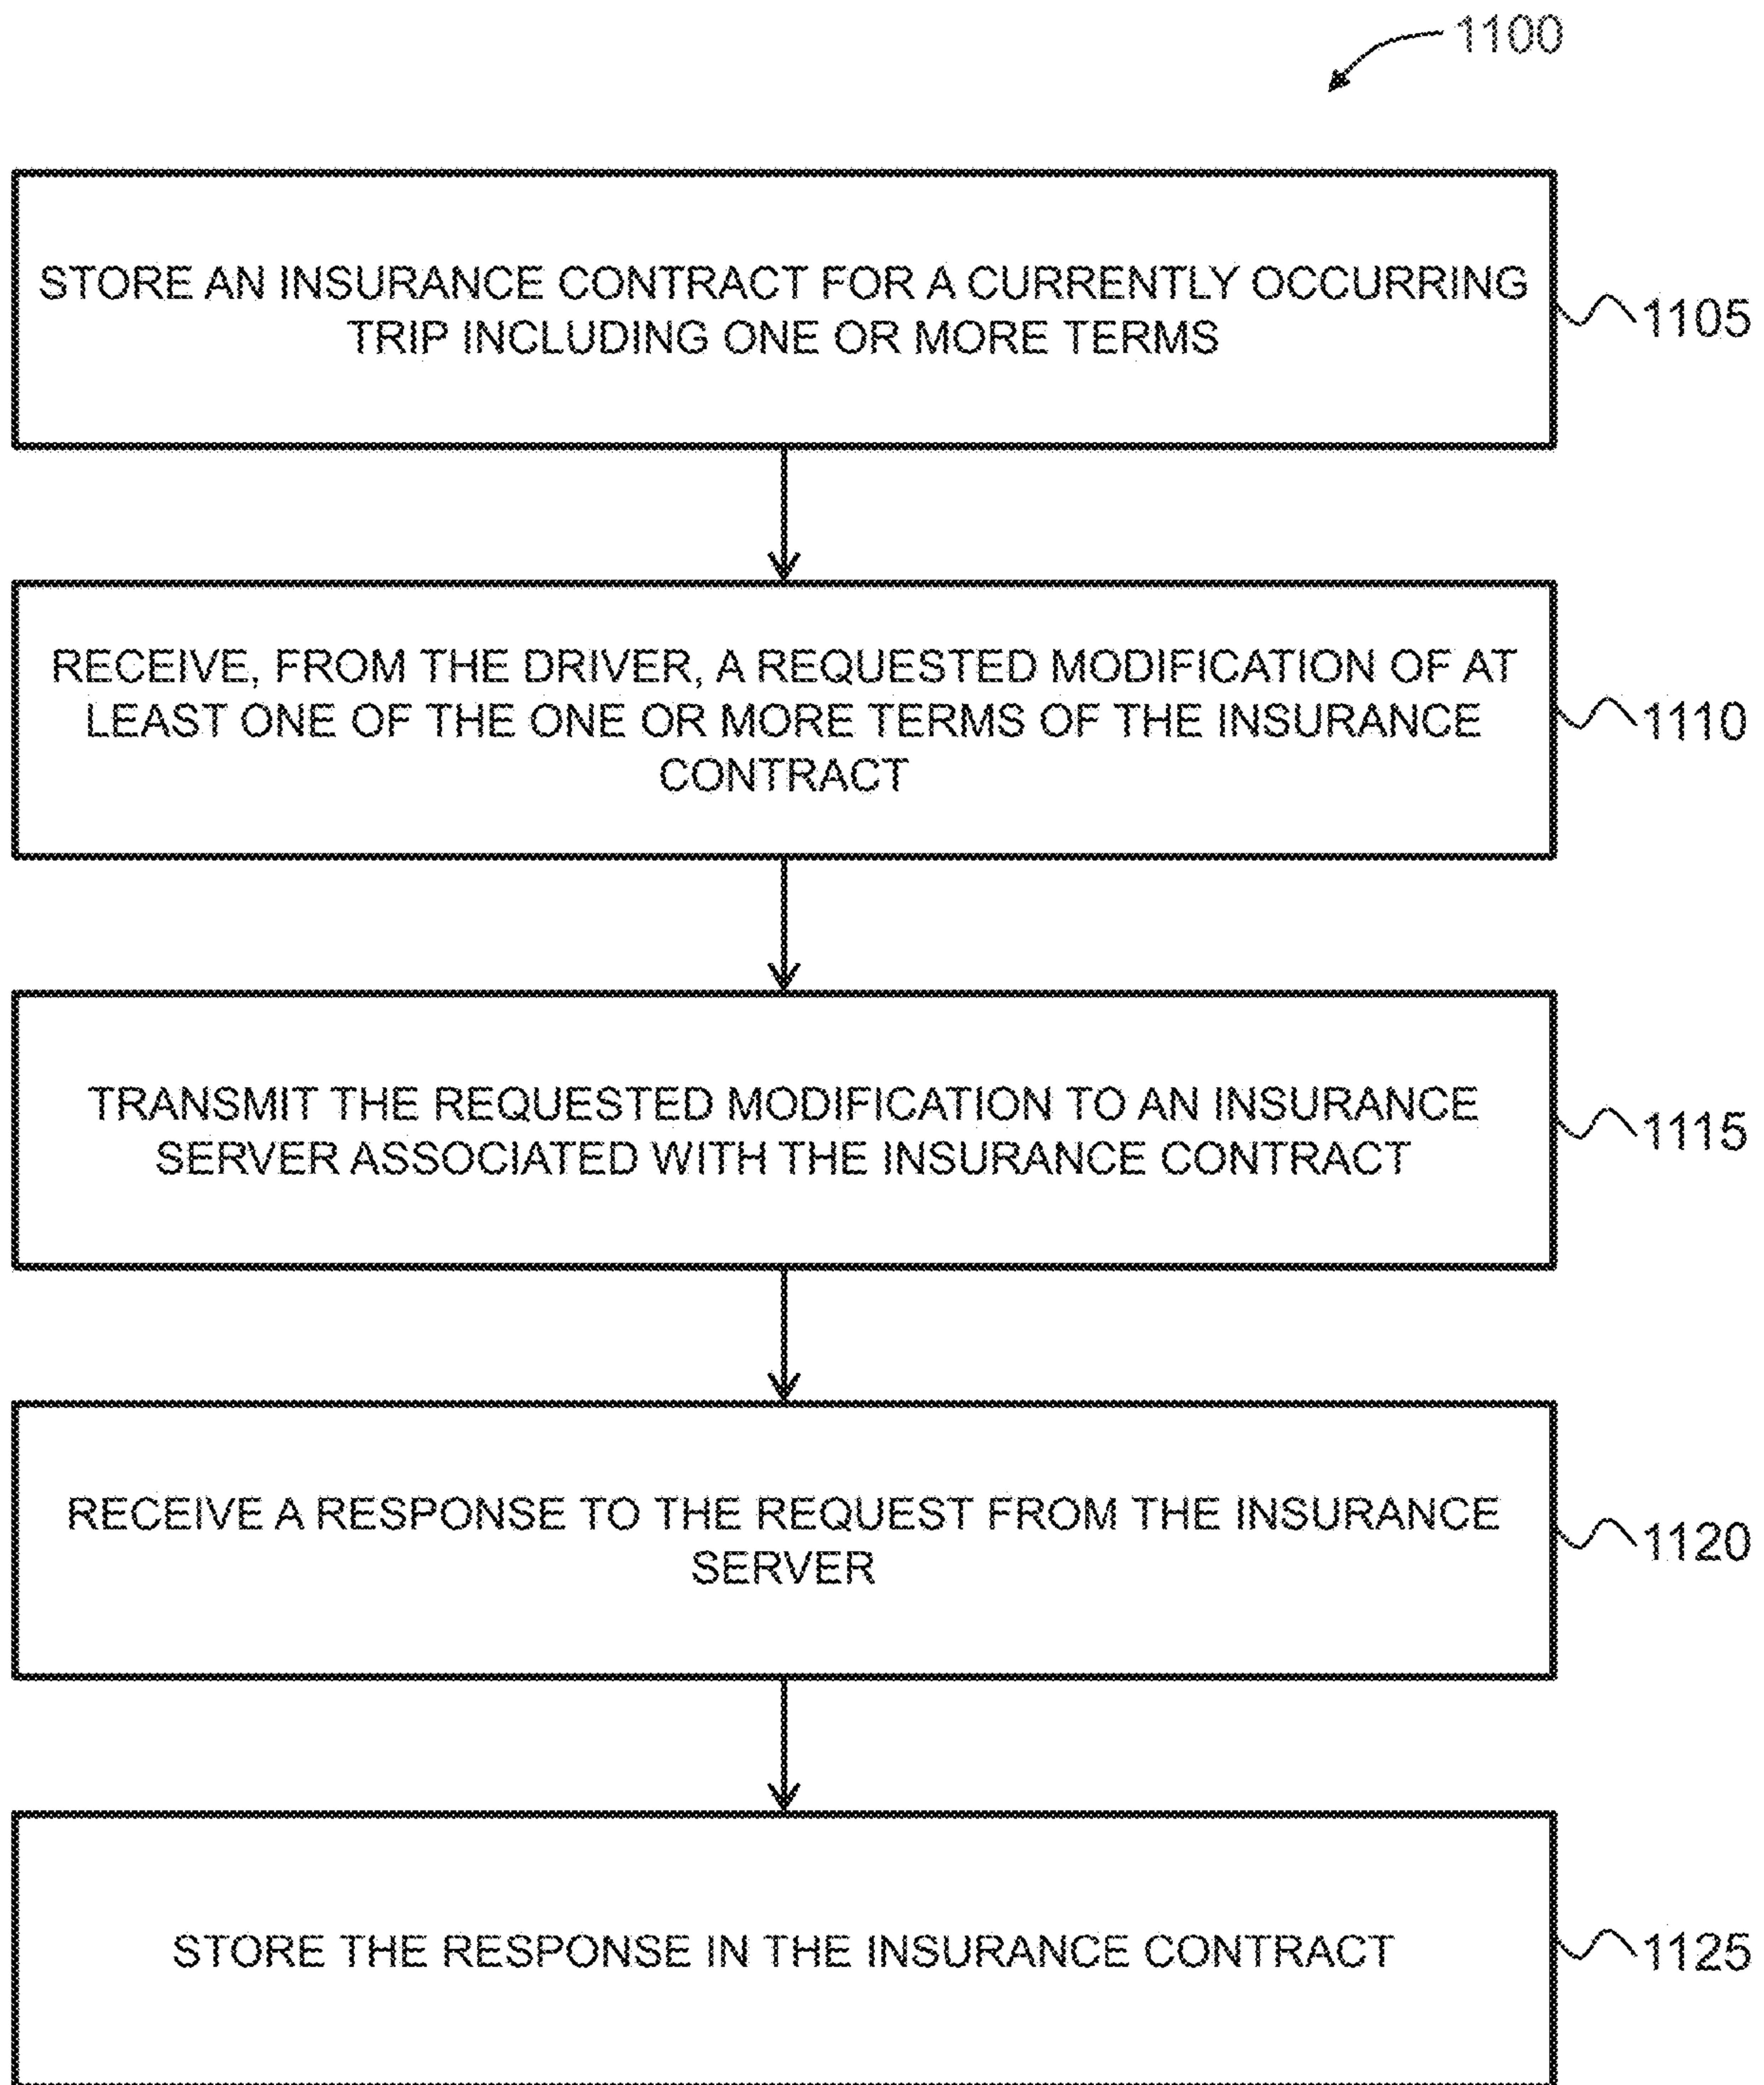 1100
STORE AN INSURANCE CONTRACT FOR A CURRENTLY OCCURRING
TRIP INCLUDING ONE OR MORE TERMS
1105
RECEIVE, FROM THE DRIVER, A REQUESTED MODIFICATION OF AT
LEAST ONE OF THE ONE OR MORE TERMS OF THE INSURANCE
CONTRACT
1110
TRANSMIT THE REQUESTED MODIFICATION TO AN INSURANCE
SERVER ASSOCIATED WITH THE INSURANCE CONTRACT
1115
RECEIVE A RESPONSE TO THE REQUEST FROM THE INSURANCE
SERVER
1120
STORE THE RESPONSE IN THE INSURANCE CONTRACT
1125